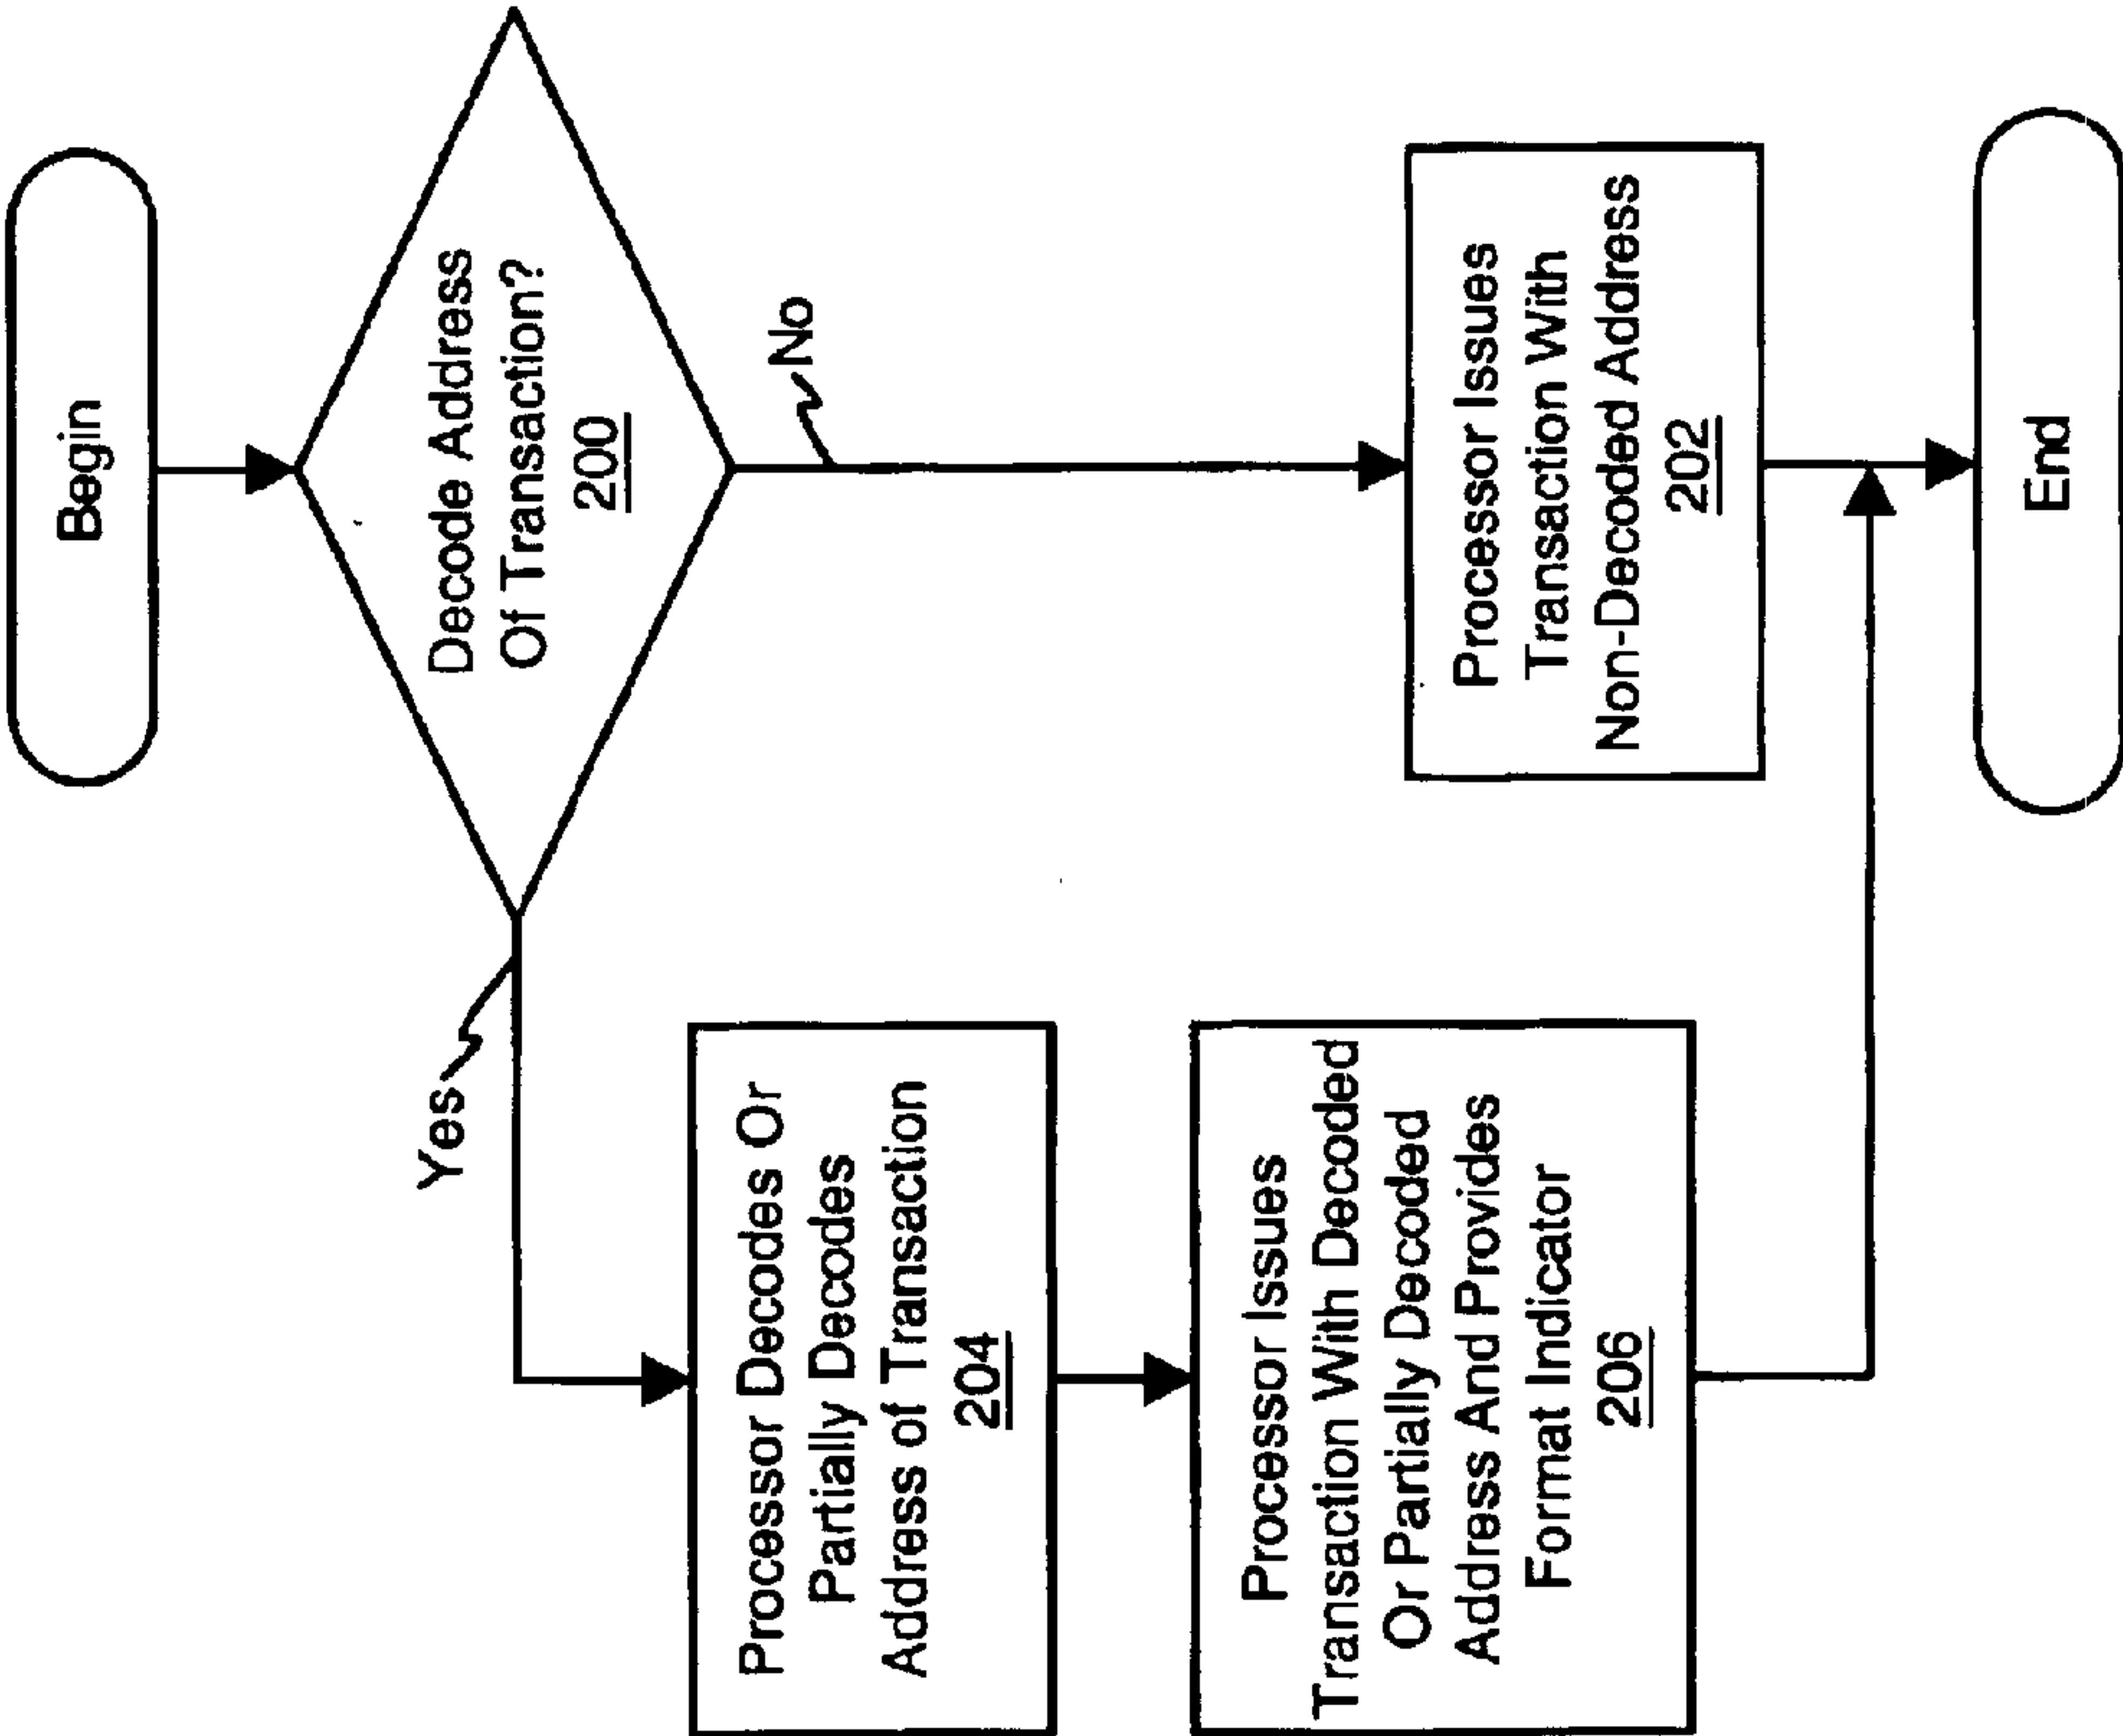 Begin
Decode Address
Of Transaction?
200
Yes
No
Processor Decodes Or
Partially Decodes
Address of Transaction
204
Processor Issues
Transaction With Decoded
Or Partially Decoded
Address And Provides
Format Indicator
206
Processor Issues
Transaction With
Non-Decoded Address
202
End